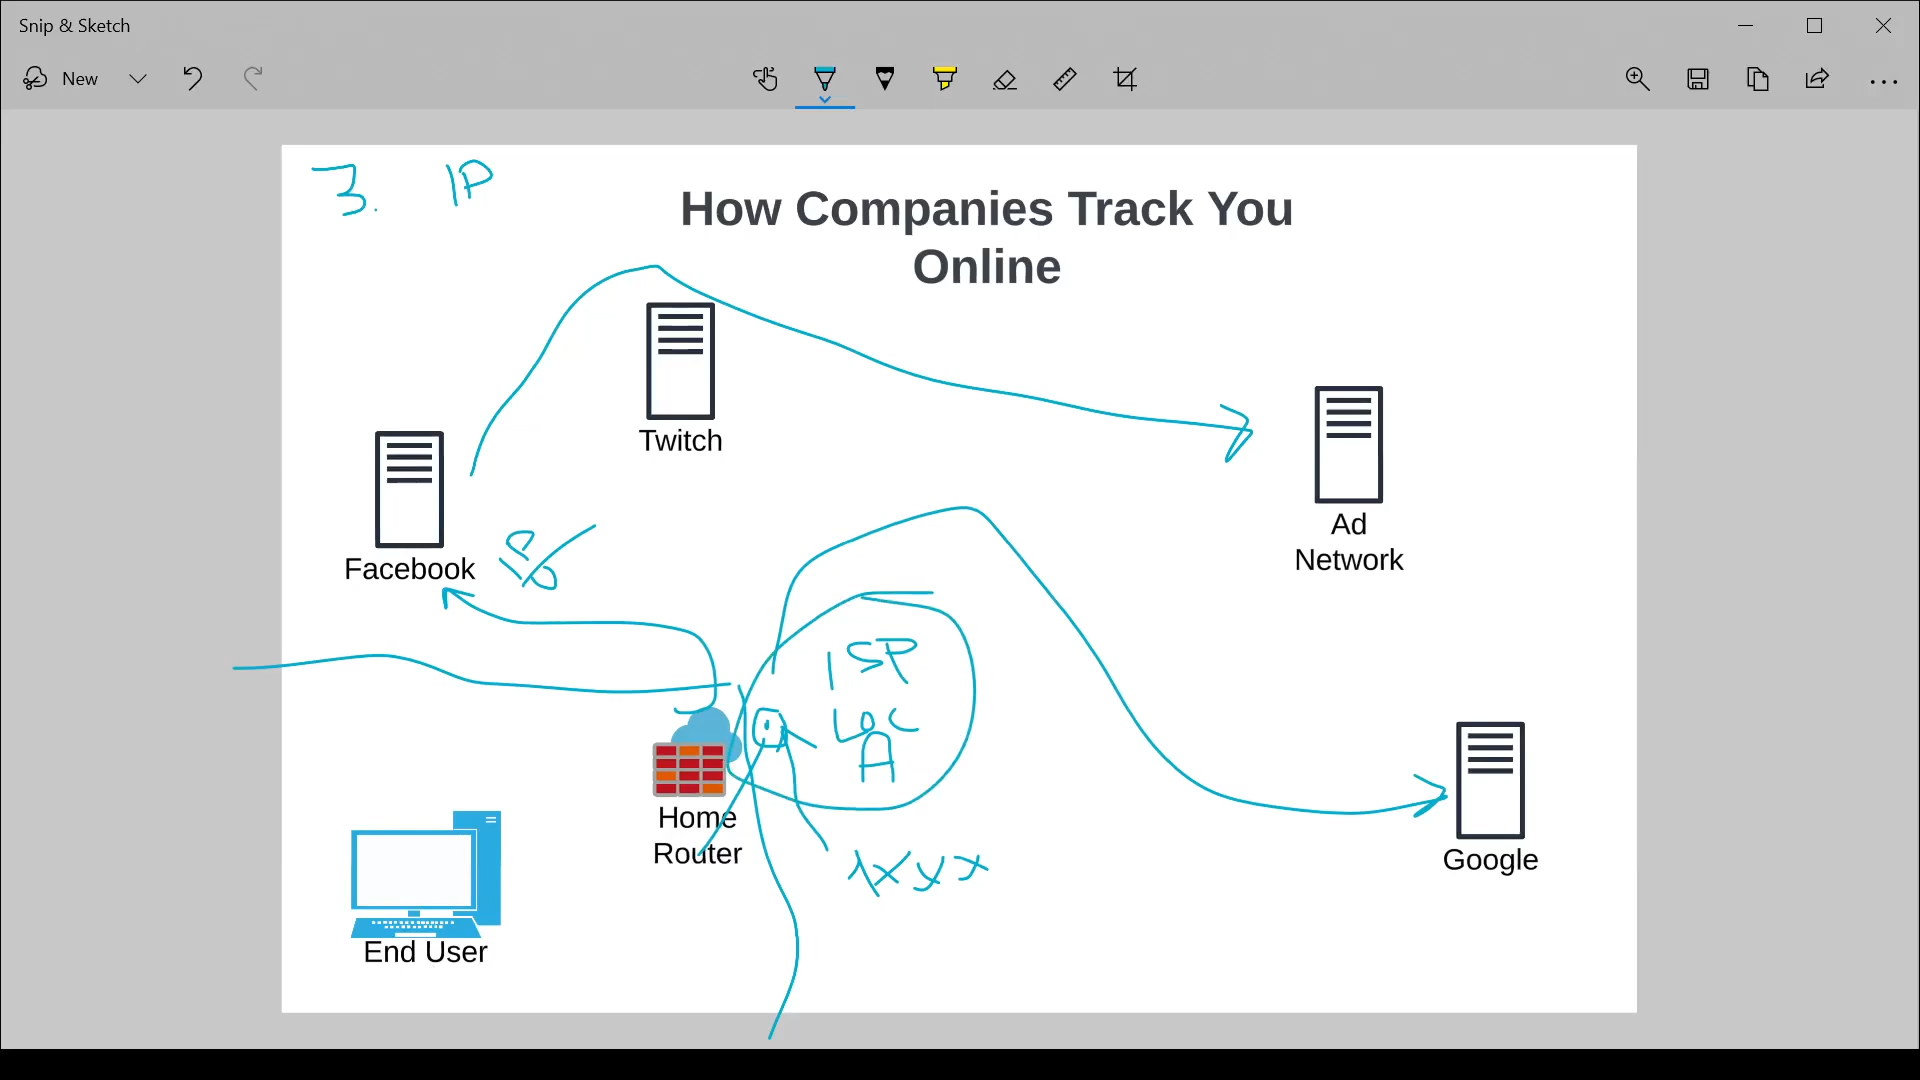 Snip & Sketch
New
3. IP
How Companies Track You
Online
Twitch
Facebook
Ad
Network
ISP
LOC
A
Home
Router
1xyx
Google
End User